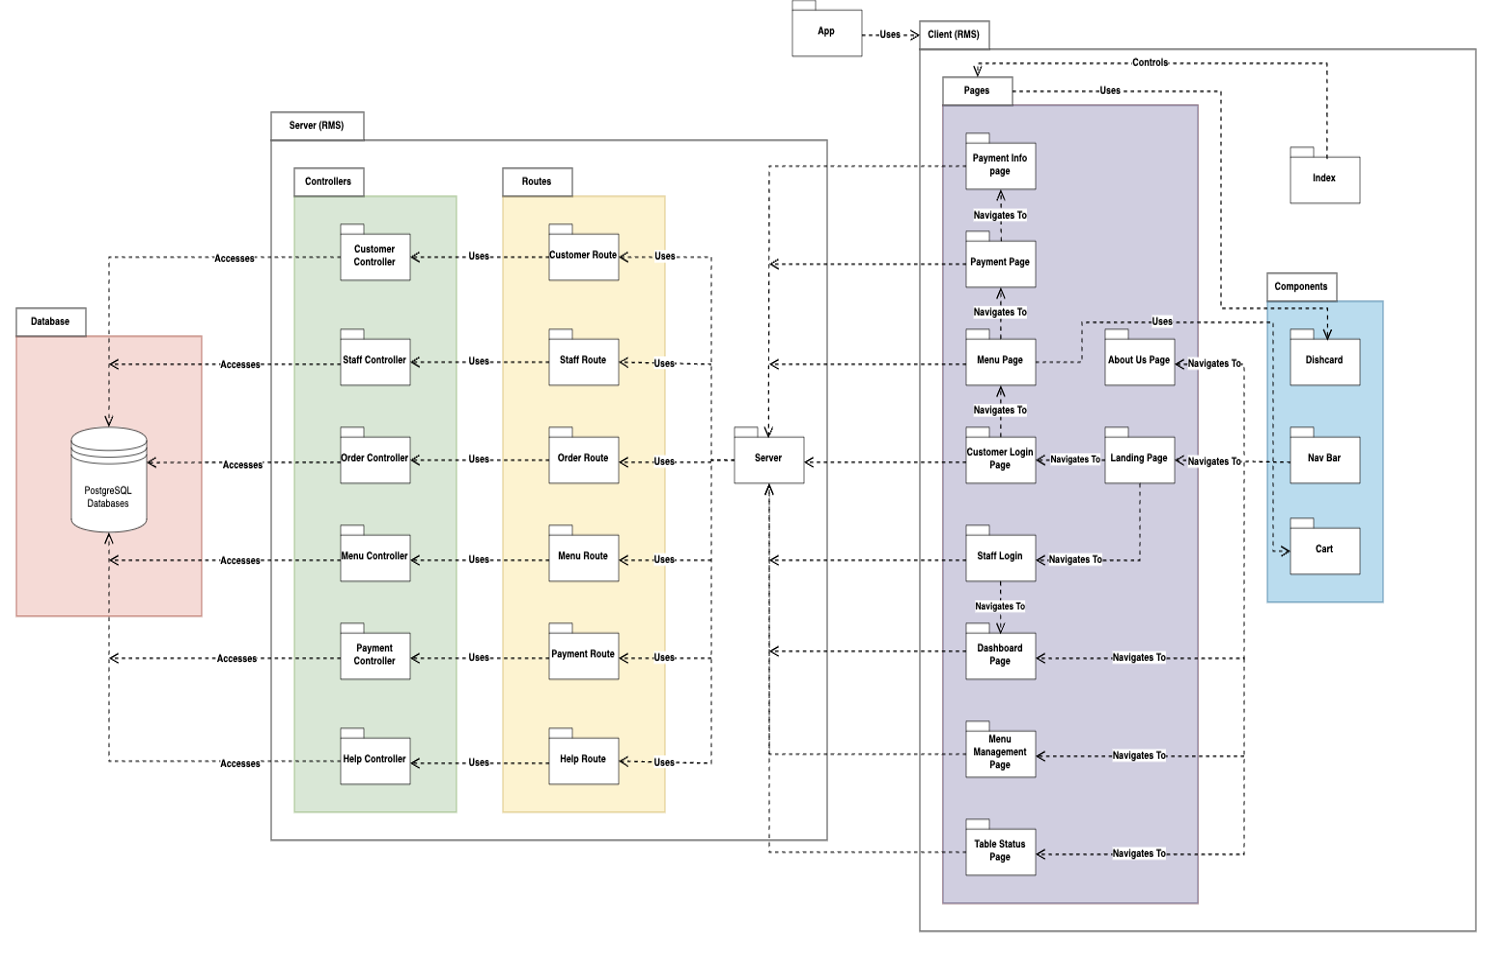 App
Uses
Client (RMS)
Controls
Pages
Uses
Server (RMS)
Payment Info
page
Index
Controllers
Routes
Navigates To
Customer
Controller
Customer Route
Accesses
Uses
Uses
Payment Page
Components
Navigates To
Database
Uses
Staff Controller
Staff Route
Accesses
Uses
Uses
Menu Page
About Us Page
Navigates To
Dishcard
Navigates To
Order Controller
Order Route
Accesses
Uses
Uses
Server
Customer Login
Page
Navigates To
Landing Page
Navigates To
Nav Bar
PostgreSQL
Databases
Menu Controller
Menu Route
Accesses
Uses
Uses
Staff Login
Navigates To
Cart
Navigates To
Payment
Controller
Payment Route
Accesses
Uses
Uses
Dashboard
Page
Navigates To
Help Controller
Help Route
Accesses
Uses
Uses
Menu
Management
Page
Navigates To
Table Status
Page
Navigates To